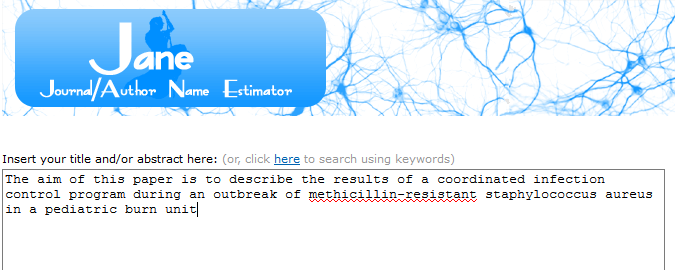 Jane
Journal/Author Name Estimator
Insert your title and/or abstract here: (or, click here to search using keywords)
The aim of this paper is to describe the results of a coordinated infection
control program during an outbreak of methicillin-resistant staphylococcus aureus
in a pediatric burn unit